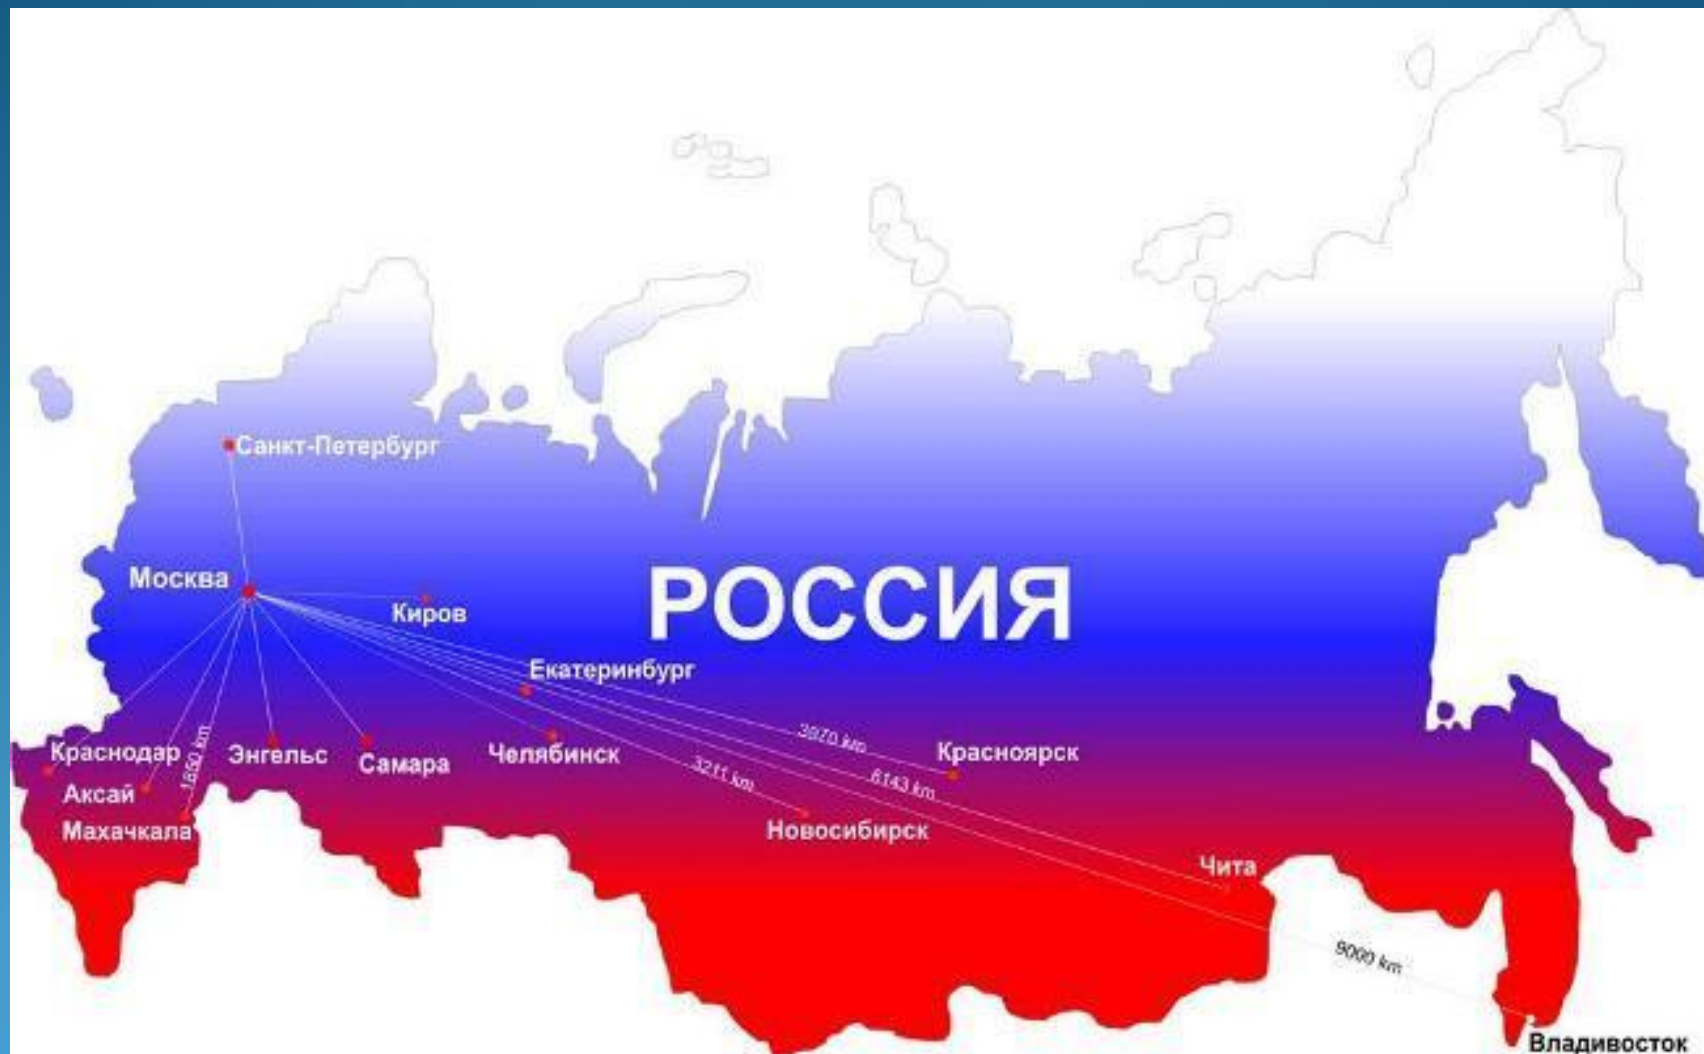 Санкт-Петербург
Москва
Киров
РОССИЯ
Екатеринбург
Краснодар
1850 km
Энгельс
Самара
Челябинск
3970 km
Красноярск
3211 km
6143 km
Аксай
Махачкала
Новосибирск
Чита
9000 km
Владивосток